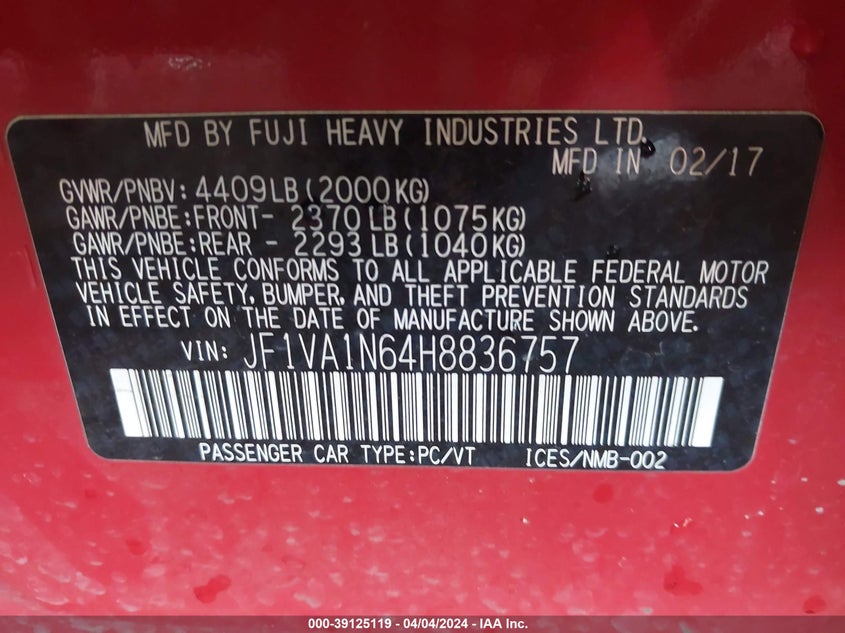 MFD BY FUJI HEAVY INDUSTRIES LTD.
MFD IN 02/17
GVWR/PNBV: 4409LB(2000KG)
GAWR/PNBE:FRONT- 2370LB(1075KG)
GAWR/PNBE:REAR - 2293LB(1040KG)
THIS VEHICLE CONFORMS TO ALL APPLICABLE FEDERAL MOTOR
VEHICLE SAFETY, BUMPER, AND THEFT PREVENTION STANDARDS
IN EFFECT ON THE DATE OF MANUFACTURE SHOWN ABOVE.
VIN: JF1VA1N64H8836757
PASSENGER CAR TYPE:PC/VT ICES/NMB-002
000-39125119 - 04/04/2024 - IAA Inc.